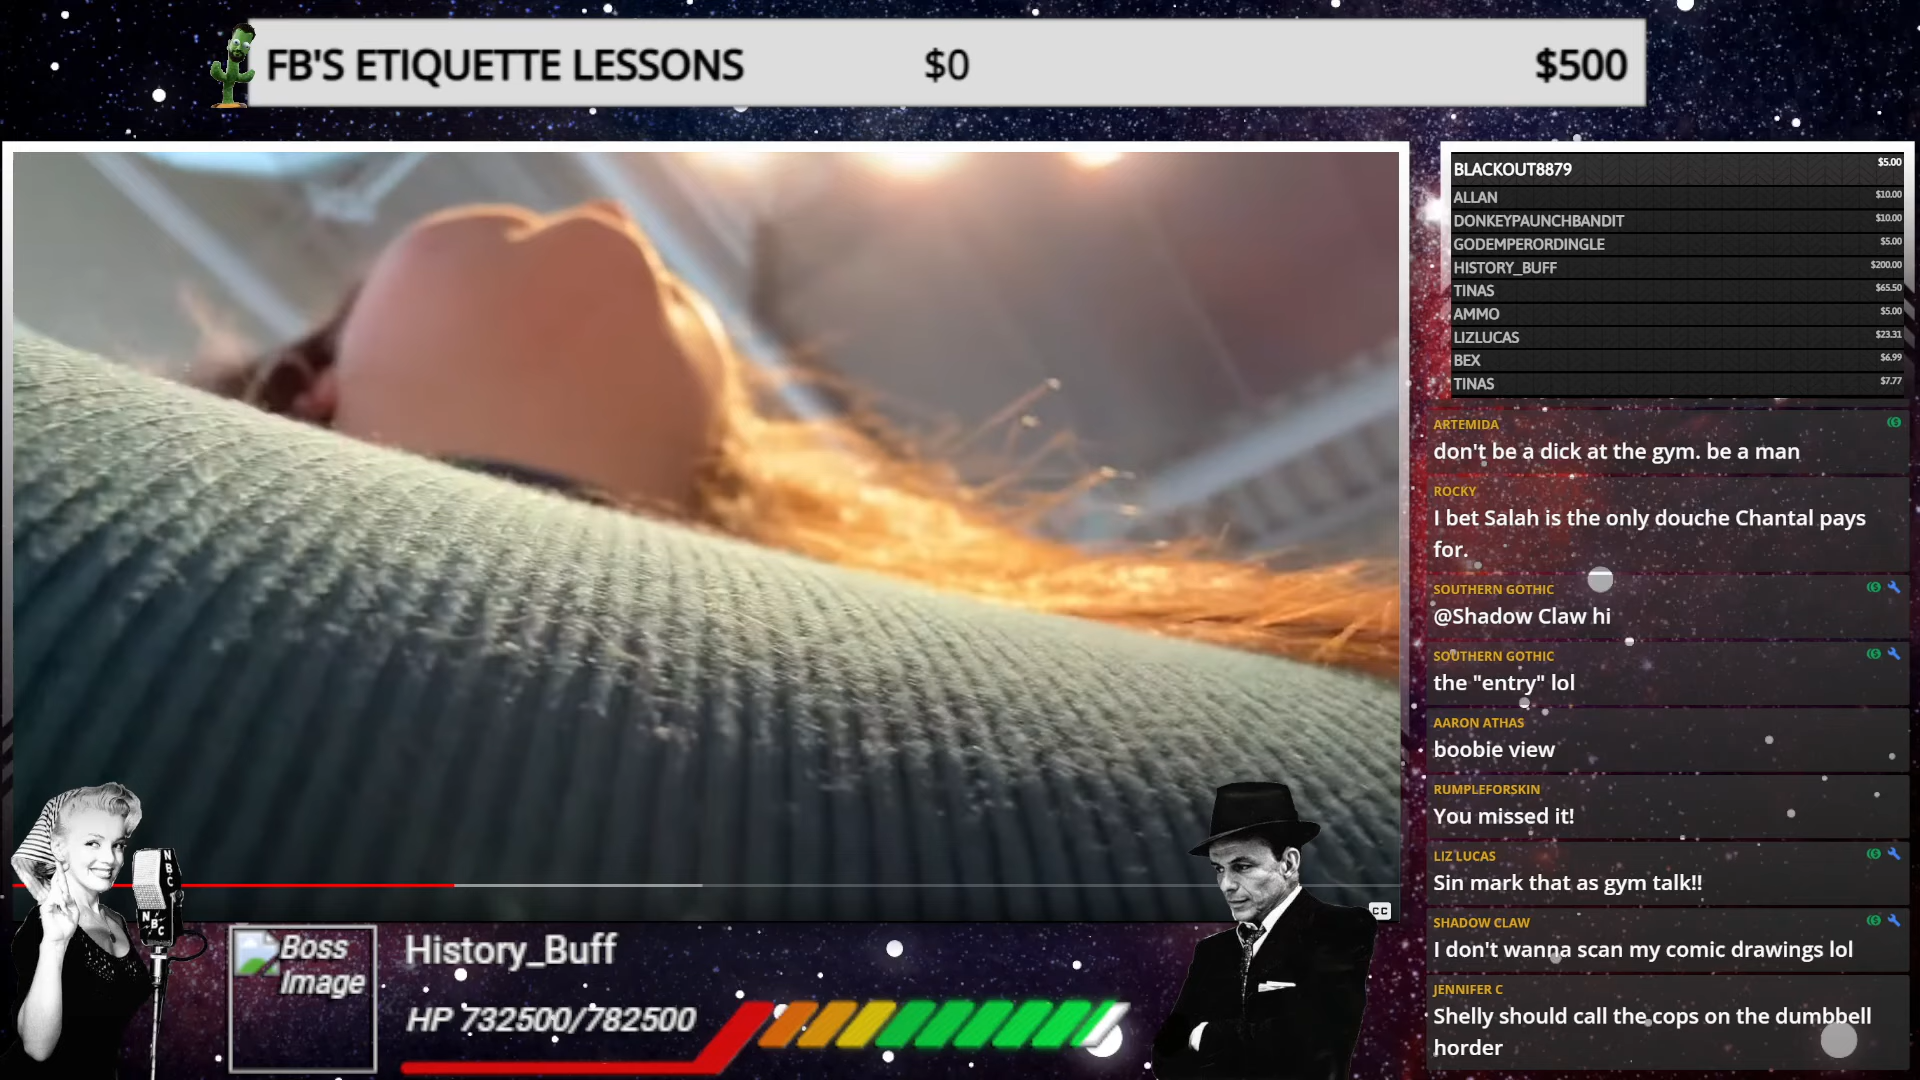 FB'S ETIQUETTE LESSONS $0 $500
BLACKOUT8879 $5.00
ALLAN $10.00
DONKEYPAUNCHBANDIT $10.00
GODEMPERORDINGLE $5.00
HISTORY_BUFF $200.00
TINAS $65.50
AMMO $5.00
LIZLUCAS $23.31
BEX $6.99
TINAS $7.77
ARTEMIDA
don't be a dick at the gym. be a man
ROCKY
I bet Salah is the only douche Chantal pays
for.
SOUTHERN GOTHIC
@Shadow Claw hi
SOUTHERN GOTHIC
the "entry" lol
AARON ATHAS
boobie view
RUMPLEFORSKIN
You missed it!
LIZ LUCAS
Sin mark that as gym talk!!
SHADOW CLAW
I don't wanna scan my comic drawings lol
JENNIFER C
Shelly should call the cops on the dumbbell
horder
NBC
NBC
CC
Boss
Image
History_Buff
HP 732500/782500